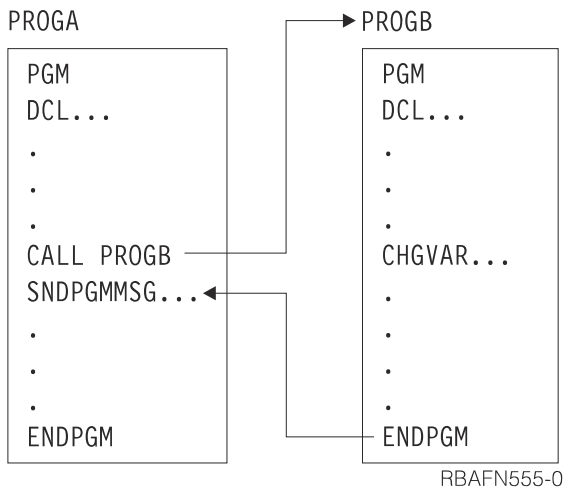 PROGA
PGM
DCL...
.
.
.
CALL PROGB
SNDPGMMSG...
.
.
.
ENDPGM
PROGB
PGM
DCL...
.
.
.
CHGVAR...
.
.
.
.
ENDPGM
RBAFN555-0